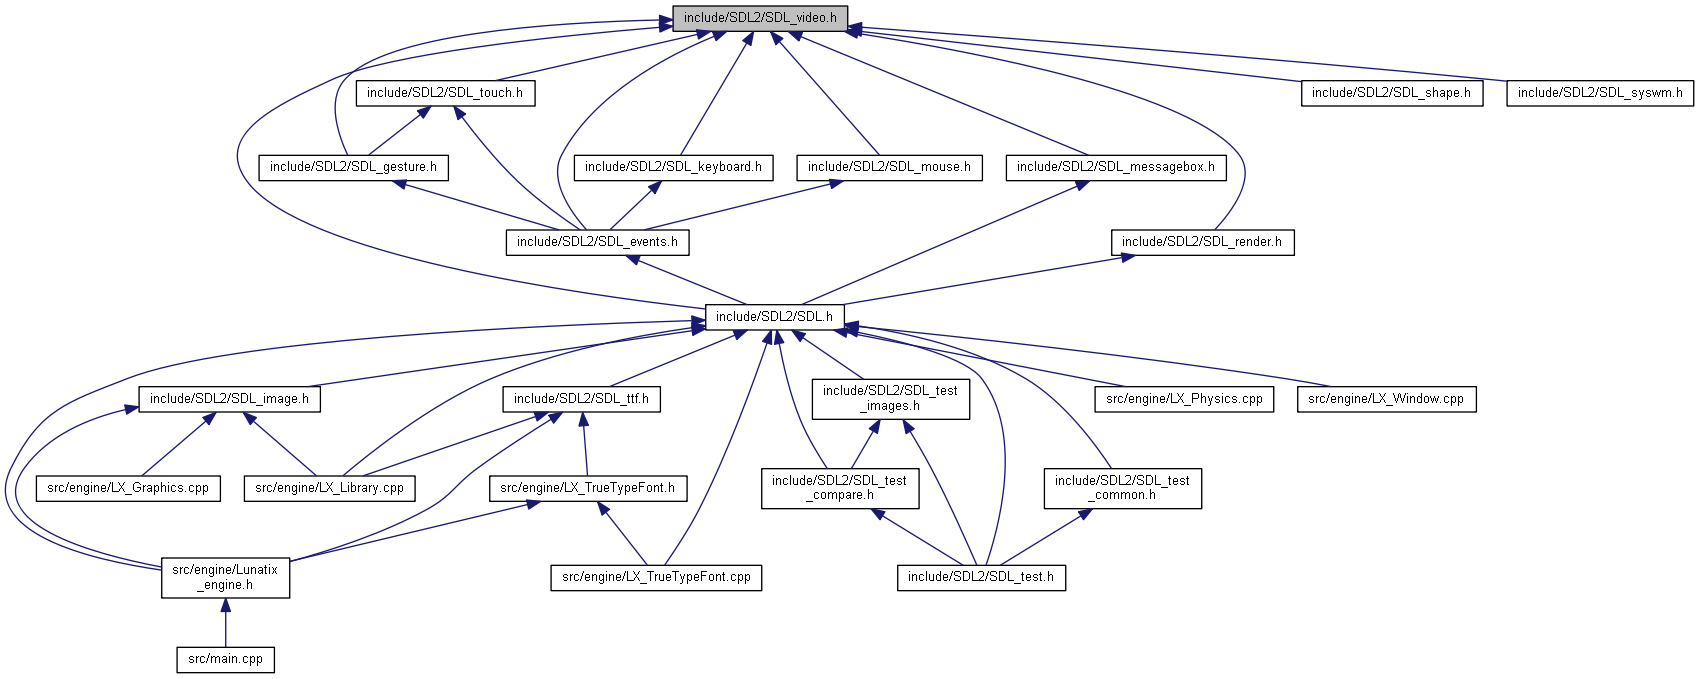 include/SDL2/SDL_video.h
include/SDL2/SDL_touch.h
include/SDL2/SDL_shape.h
include/SDL2/SDL_syswm.h
include/SDL2/SDL_gesture.h
include/SDL2/SDL_keyboard.h
include/SDL2/SDL_mouse.h
include/SDL2/SDL_messagebox.h
include/SDL2/SDL_events.h
include/SDL2/SDL_render.h
include/SDL2/SDL.h
include/SDL2/SDL_image.h
include/SDL2/SDL_ttf.h
include/SDL2/SDL_test
_images.h
src/engine/LX_Physics.cpp
src/engine/LX_Window.cpp
src/engine/LX_Graphics.cpp
src/engine/LX_Library.cpp
src/engine/LX_TrueTypeFont.h
include/SDL2/SDL_test
_compare.h
include/SDL2/SDL_test
_common.h
src/engine/Lunatix
_engine.h
src/engine/LX_TrueTypeFont.cpp
include/SDL2/SDL_test.h
src/main.cpp